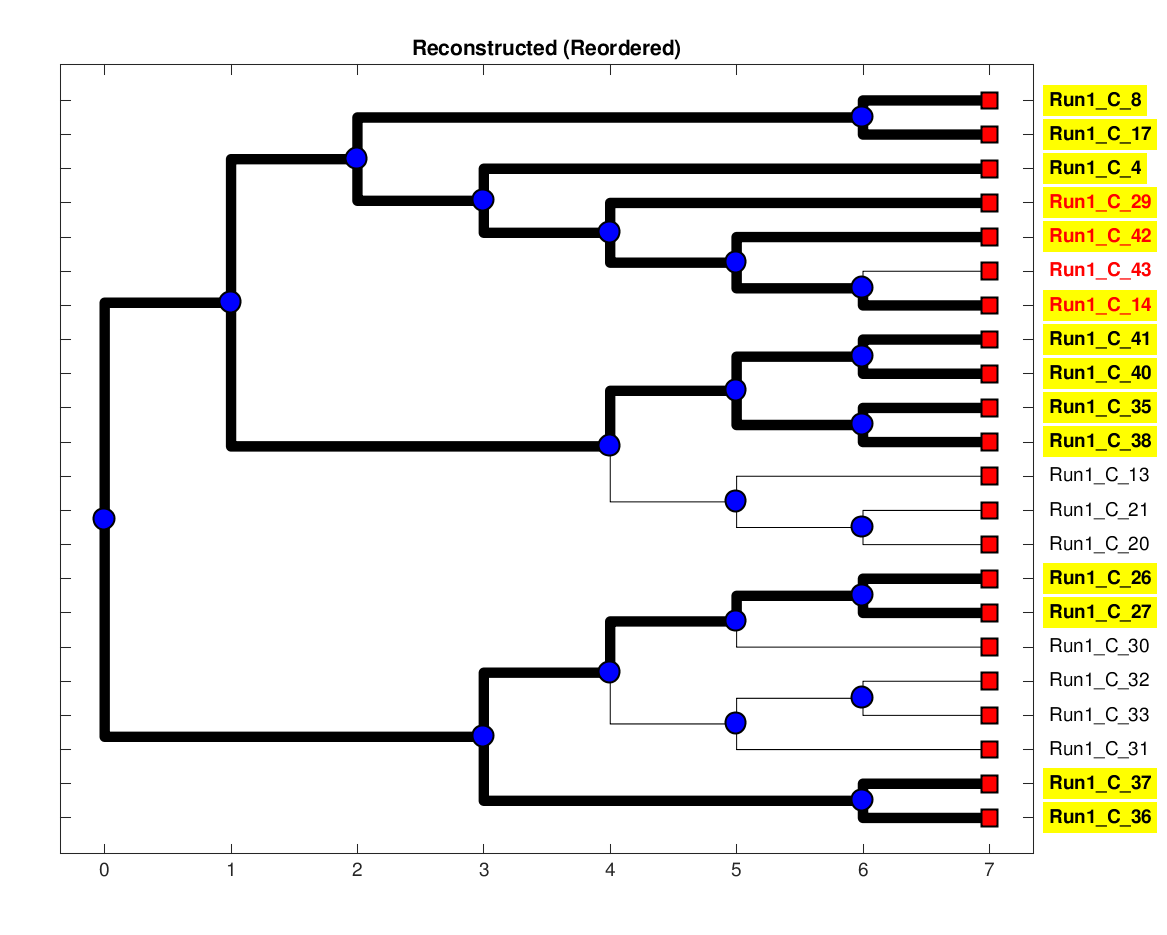 Reconstructed (Reordered)
Run1_C_8
Run1_C_17
Run1_C_4
Run1_C_29
Run1_C_42
Run1_C_43
Run1_C_14
Run1_C_41
Run1_C_40
Run1_C_35
Run1_C_38
Run1_C_13
Run1_C_21
Run1_C_20
Run1_C_26
Run1_C_27
Run1_C_30
Run1_C_32
Run1_C_33
Run1_C_31
Run1_C_37
Run1_C_36
0 1 2 3 4 5 6 7